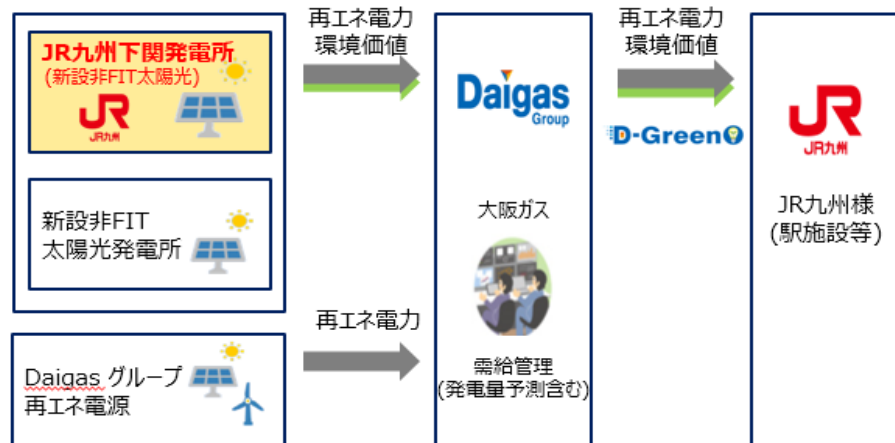 JR九州下関発電所
(新設非FIT太陽光)
JR
JR九州
新設非FIT
太陽光発電所
Daigas グループ
再エネ電源
再エネ電力
環境価値
再エネ電力
Daigas
Group
大阪ガス
需給管理
(発電量予測含む)
再エネ電力
環境価値
D-Green
JR
JR九州
JR九州様
(駅施設等)